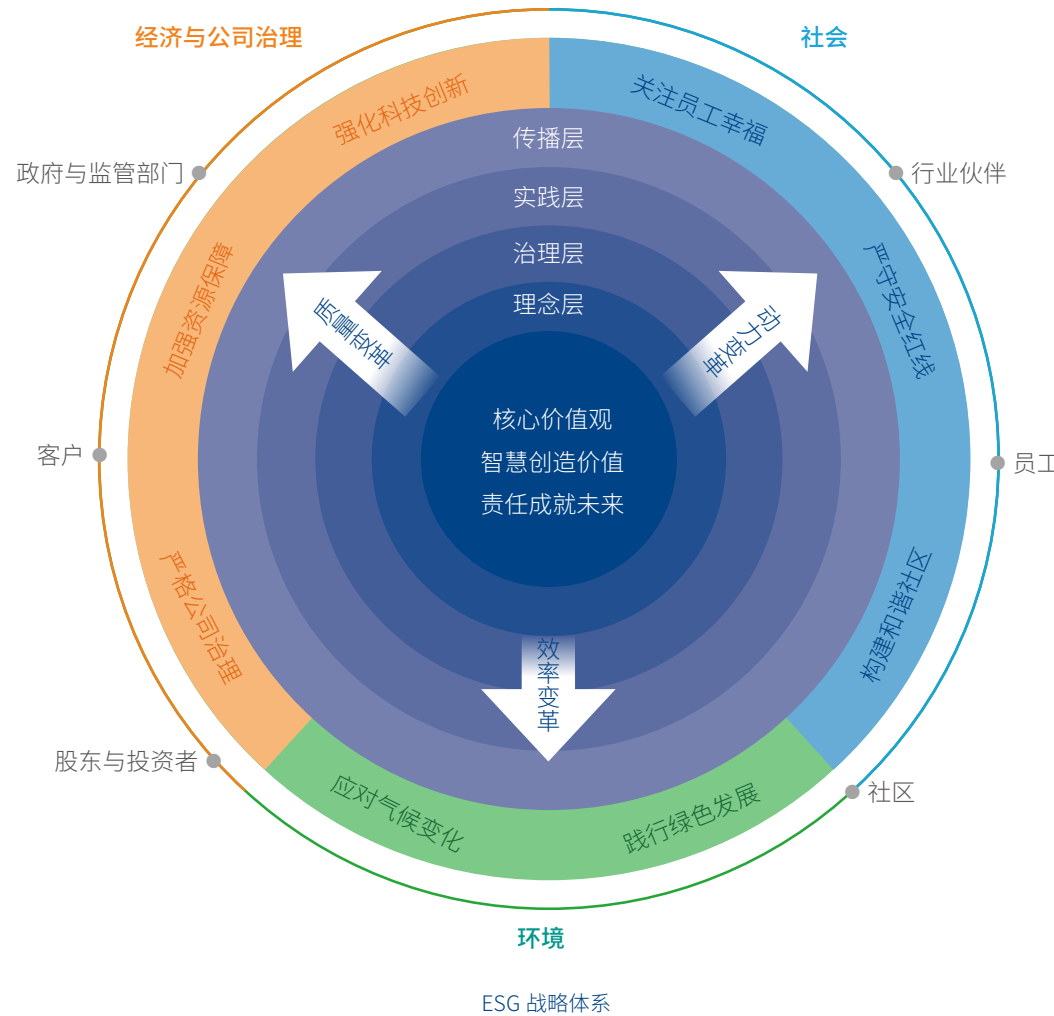 经济与公司治理
社会
强化科技创新
关注员工幸福
传播层
政府与监管部门
行业伙伴
实践层
加强资源保障
严守安全红线
治理层
理念层
质量变革
动力变革
核心价值观
智慧创造价值
责任成就未来
客户
员工
严格公司治理
构建和谐社区
效率变革
股东与投资者
社区
应对气候变化
践行绿色发展
环境
ESG 战略体系